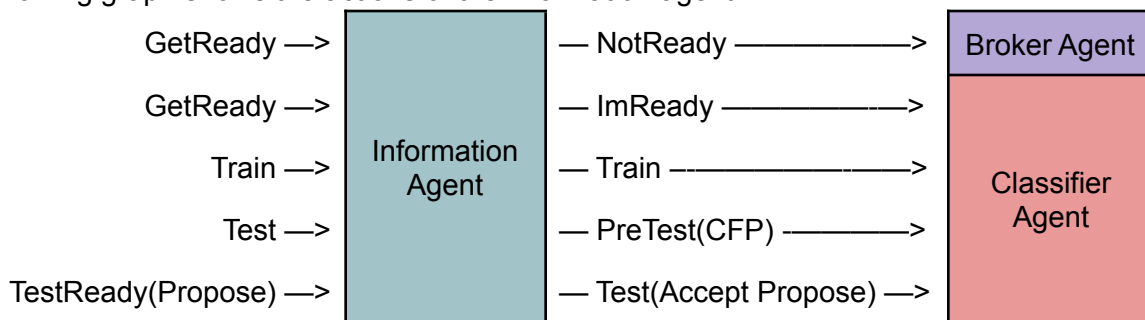 GetReady —> — NotReady ———————> Broker Agent
GetReady —> — ImReady ——————-—>
Train —> Information Agent — Train —-—————-——>
Test —> — PreTest(CFP) -—————> Classifier Agent
TestReady(Propose) —> — Test(Accept Propose) —>